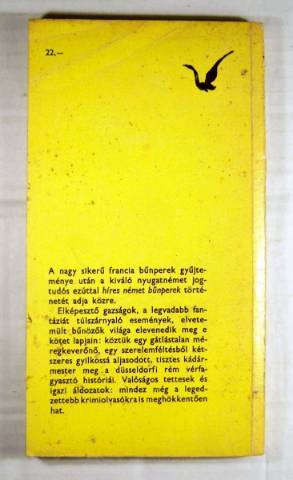 22.—
A nagy sikerű francia bűnperek gyűjte-
ménye után a kiváló nyugatnémet jog-
tudós ezúttal híres német bűnperek törté-
netét adja közre.
Elképesztő gazságok, a legvadabb fan-
táziát túlszárnyaló események, elvete-
mült bűnözők világa elevenedik meg e
kötet lapjain: köztük egy gátlástalan mé-
regkeverőnő, egy szerelemféltésből két-
szeres gyilkossá aljasodott, tisztes kádár-
mester meg a düsseldorfi rém vérfa-
gyasztó históriái. Valóságos tettesek és
igazi áldozatok: mindez még a leged-
zettebb krimiolvasókra is meghökkentően
hat.